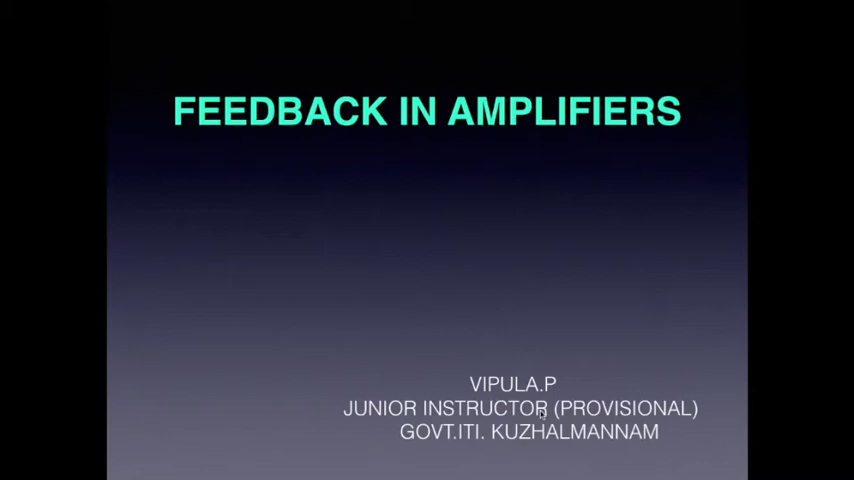 FEEDBACK IN AMPLIFIERS
VIPULA.P
JUNIOR INSTRUCTOR (PROVISIONAL)
GOVT.ITI. KUZHALMANNAM